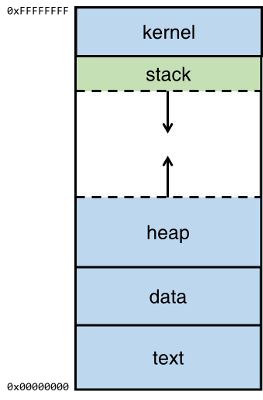 0xFFFFFFFF
kernel
stack
heap
data
text
0x00000000